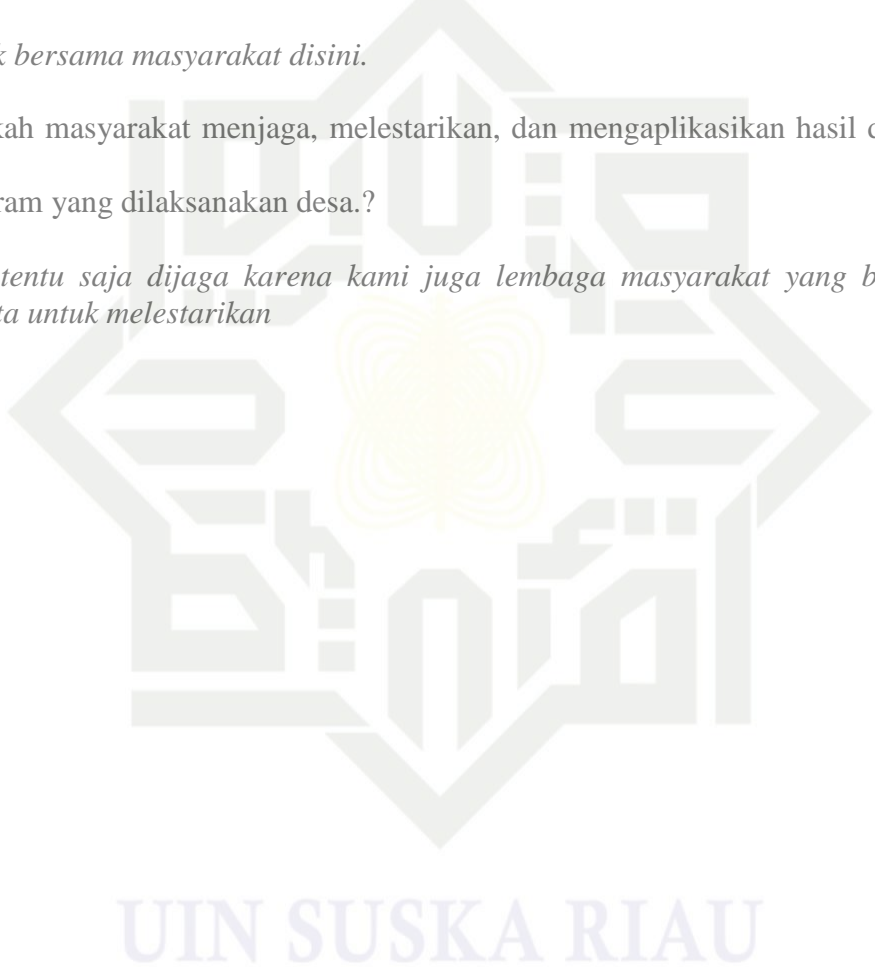 k bersama masyarakat disini.
kah masyarakat menjaga, melestarikan, dan mengaplikasikan hasil d
ram yang dilaksanakan desa.?
tentu saja dijaga karena kami juga lembaga masyarakat yang b
ta untuk melestarikan
UIN SUSKA RIAU